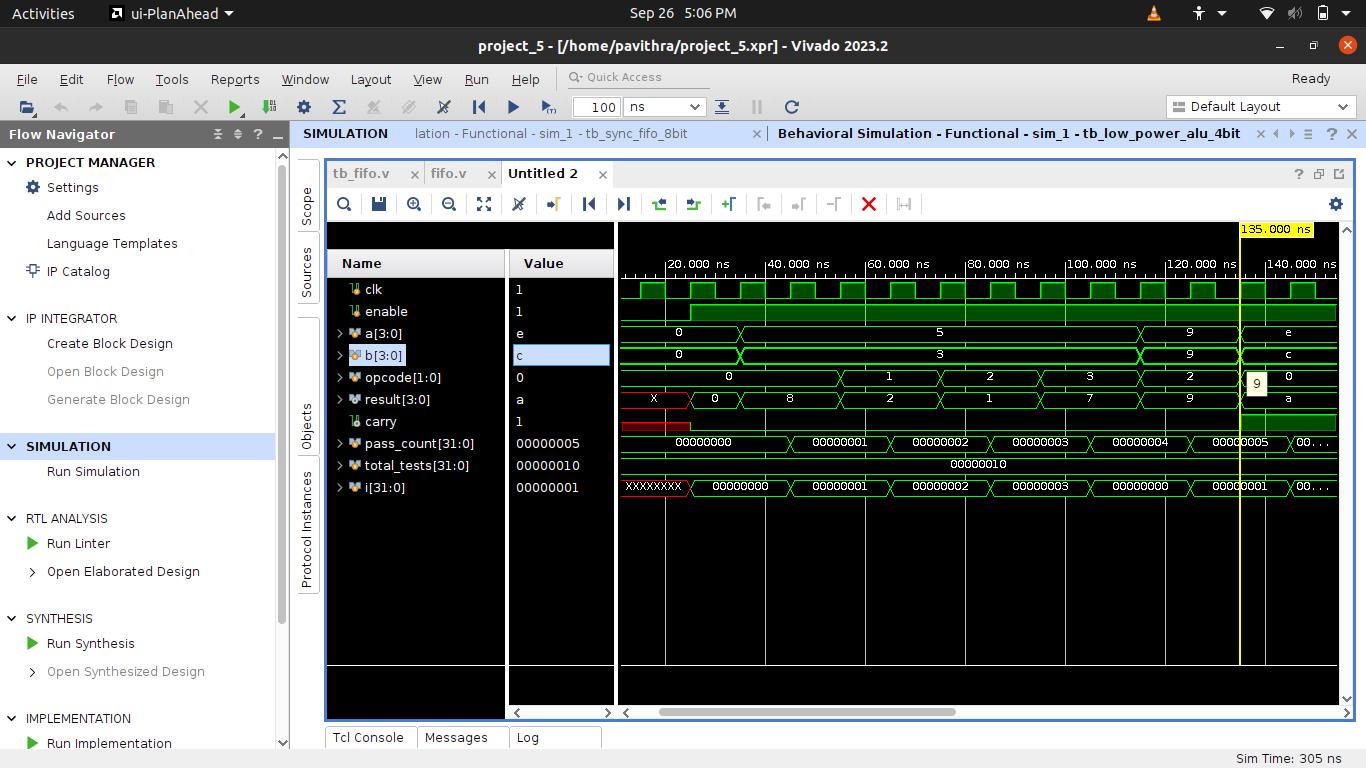 Activities ui-PlanAhead Sep 26 5:06 PM
project_5 - [/home/pavithra/project_5.xpr] - Vivado 2023.2
File Edit Flow Tools Reports Window Layout View Run Help Quick Access Ready
100 ns Default Layout
Flow Navigator
SIMULATION lation - Functional - sim_1 - tb_sync_fifo_8bit Behavioral Simulation - Functional - sim_1 - tb_low_power_alu_4bit
PROJECT MANAGER
Settings
Add Sources
Language Templates
IP Catalog
IP INTEGRATOR
Create Block Design
Open Block Design
Generate Block Design
SIMULATION
Run Simulation
RTL ANALYSIS
Run Linter
Open Elaborated Design
SYNTHESIS
Run Synthesis
Open Synthesized Design
IMPLEMENTATION
Run Implementation
Scope
Sources
Objects
Protocol Instances
tb_fifo.v fifo.v Untitled 2
135.000 ns
Name Value 20.000 ns 40.000 ns 60.000 ns 80.000 ns 100.000 ns 120.000 ns 140.000 ns
clk 1
enable 1
a[3:0] e 0 5 9 e
b[3:0] c 0 3 9 c
opcode[1:0] 0 0 1 2 3 2 0
9
result[3:0] a X 0 8 2 1 7 9 a
carry 1
pass_count[31:0] 00000005 00000000 00000001 00000002 00000003 00000004 00000005 00...
total_tests[31:0] 00000010 00000010
i[31:0] 00000001 XXXXXXXX 00000000 00000001 00000002 00000003 00000000 00000001 00...
Tcl Console Messages Log
Sim Time: 305 ns